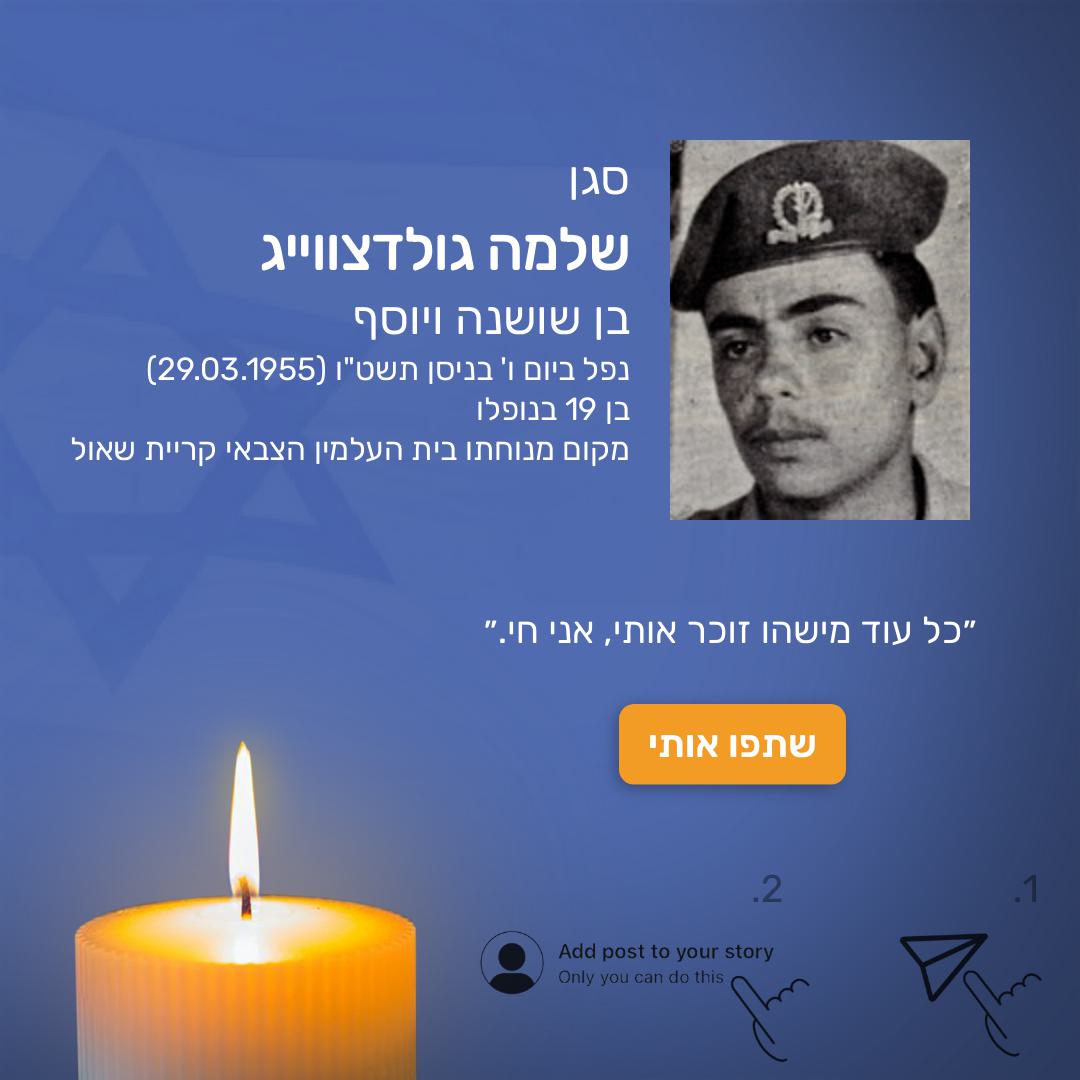 סגן
שלמה גולדצווייג
בן שושנה ויוסף
נפל ביום ו' בניסן תשט"ו (29.03.1955)
בן 19 בנופלו
מקום מנוחתו בית העלמין הצבאי קריית שאול
״כל עוד מישהו זוכר אותי, אני חי.״
שתפו אותי
1.
2.
Add post to your story
Only you can do this